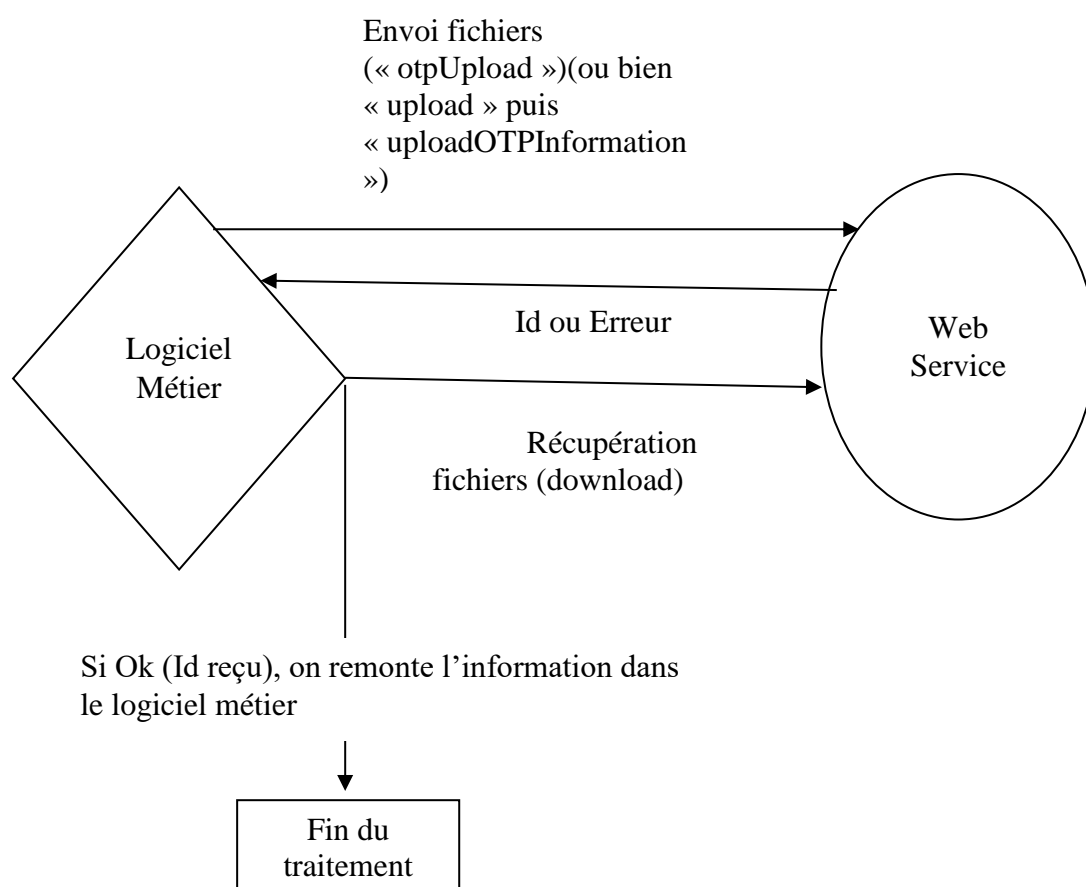 Envoi fichiers
(« otpUpload »)(ou bien
« upload » puis
« uploadOTPInformation
»)
Id ou Erreur
Logiciel
Métier
Web
Service
Récupération
fichiers (download)
Si Ok (Id reçu), on remonte l’information dans
le logiciel métier
Fin du
traitement